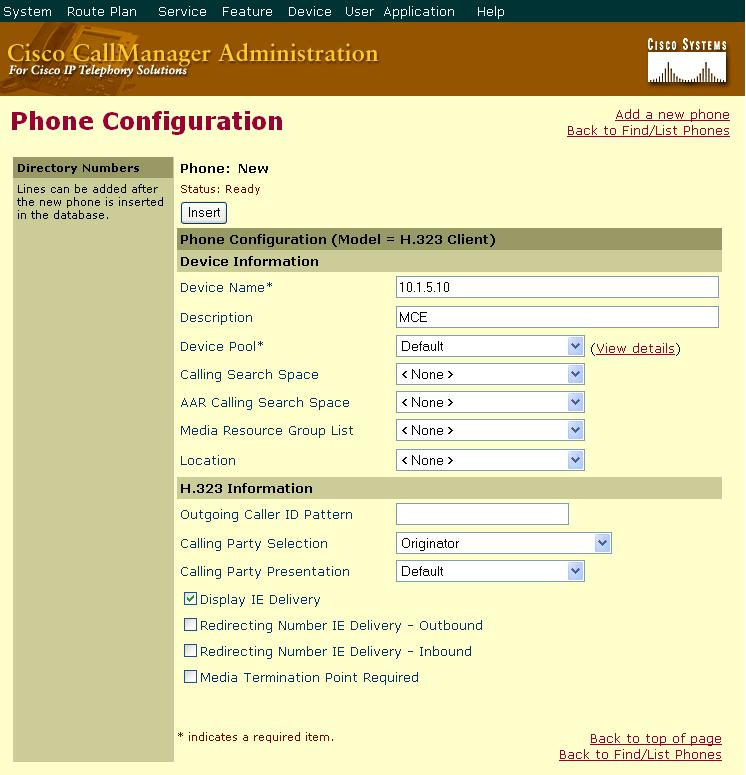 System Route Plan Service Feature Device User Application Help
Cisco CallManager Administration
For Cisco IP Telephony Solutions
CISCO SYSTEMS
Phone Configuration
Add a new phone
Back to Find/List Phones
Directory Numbers
Lines can be added after
the new phone is inserted
in the database.
Phone: New
Status: Ready
Insert
Phone Configuration (Model = H.323 Client)
Device Information
Device Name* 10.1.5.10
Description MCE
Device Pool* Default (View details)
Calling Search Space < None >
AAR Calling Search Space < None >
Media Resource Group List < None >
Location < None >
H.323 Information
Outgoing Caller ID Pattern
Calling Party Selection Originator
Calling Party Presentation Default
Display IE Delivery
Redirecting Number IE Delivery - Outbound
Redirecting Number IE Delivery - Inbound
Media Termination Point Required
* indicates a required item.
Back to top of page
Back to Find/List Phones